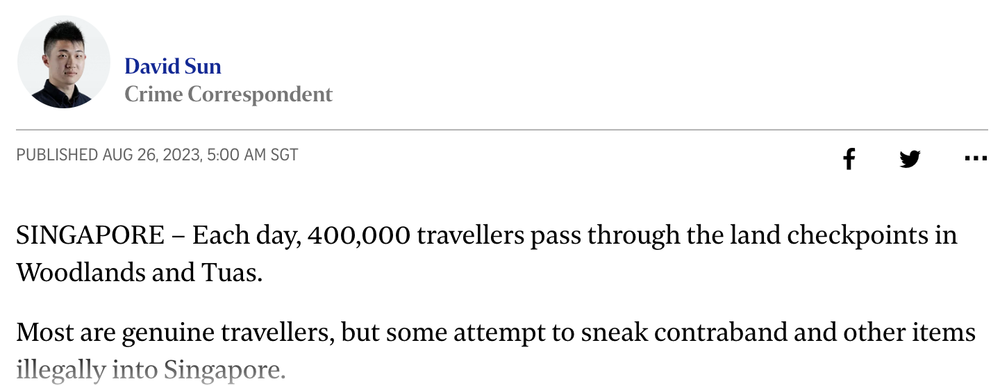 David Sun
Crime Correspondent
PUBLISHED AUG 26, 2023, 5:00 AM SGT
SINGAPORE – Each day, 400,000 travellers pass through the land checkpoints in
Woodlands and Tuas.
Most are genuine travellers, but some attempt to sneak contraband and other items
illegally into Singapore.